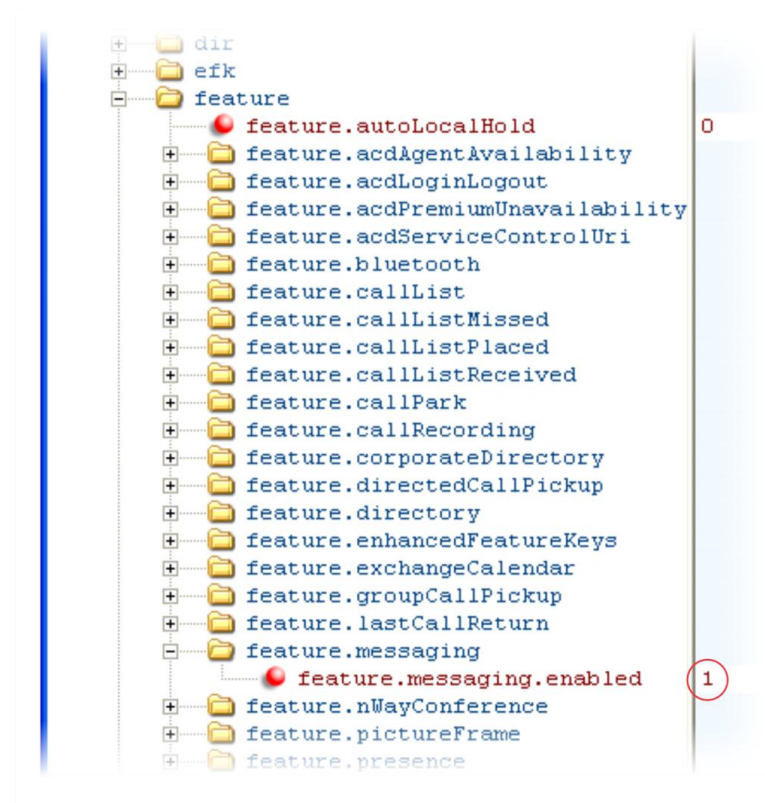 dir
efk
feature
feature.autoLocalHold 0
feature.acdAgentAvailability
feature.acdLoginLogout
feature.acdPremiumUnavailability
feature.acdServiceControlUri
feature.bluetooth
feature.callList
feature.callListMissed
feature.callListPlaced
feature.callListReceived
feature.callPark
feature.callRecording
feature.corporateDirectory
feature.directedCallPickup
feature.directory
feature.enhancedFeatureKeys
feature.exchangeCalendar
feature.groupCallPickup
feature.lastCallReturn
feature.messaging
feature.messaging.enabled 1
feature.nWayConference
feature.pictureFrame
feature.presence